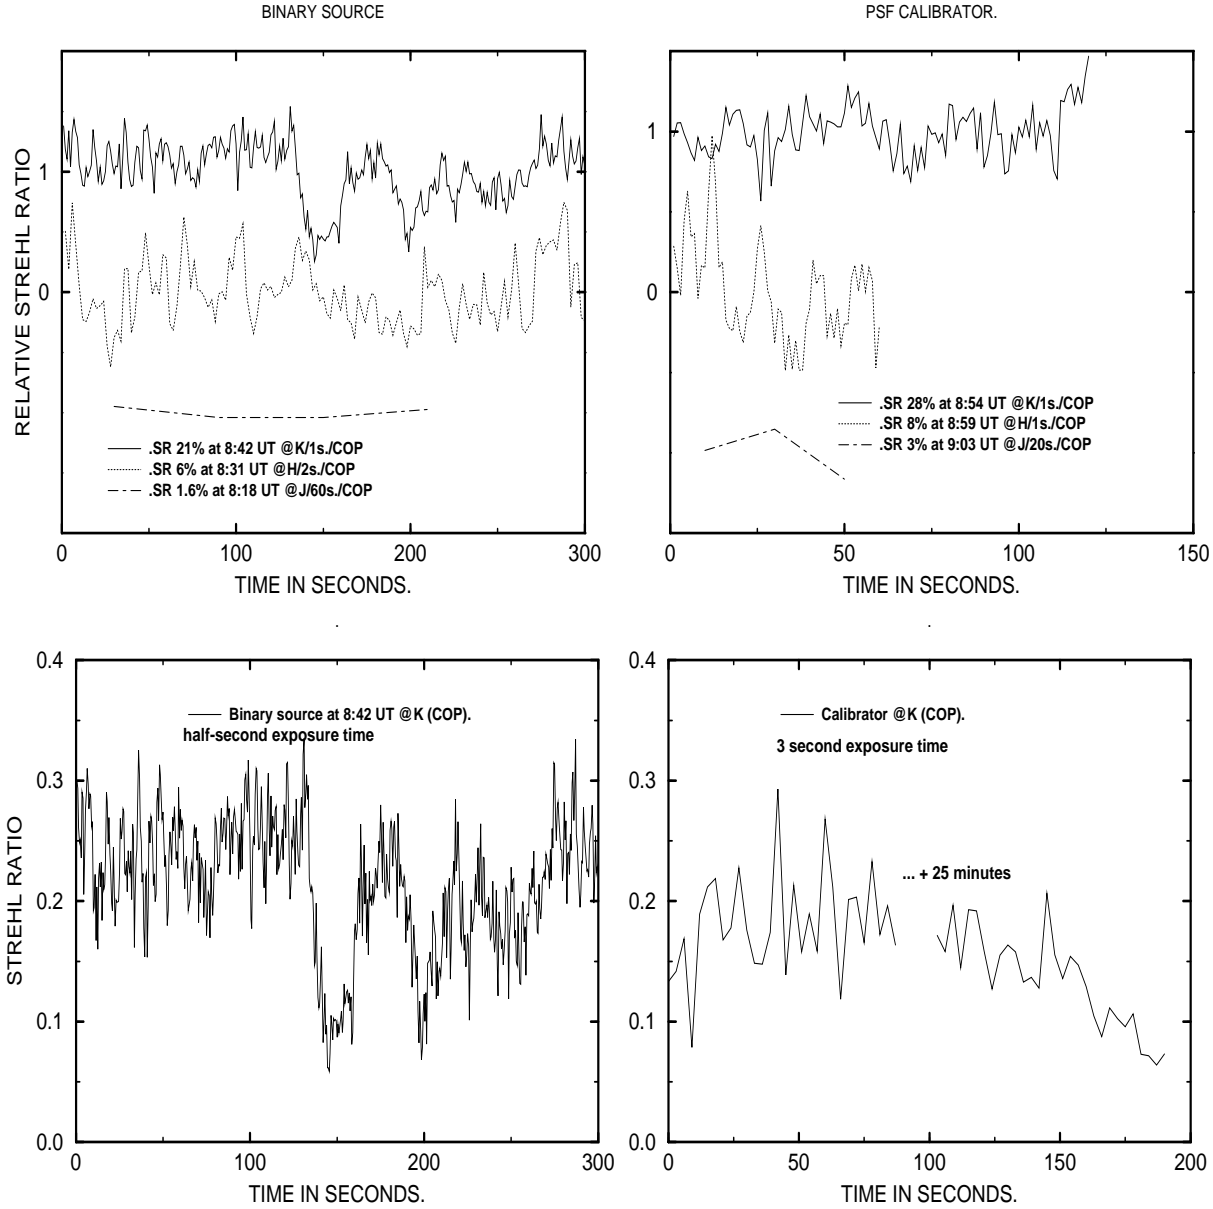 BINARY SOURCE
PSF CALIBRATOR.
RELATIVE STREHL RATIO
1
0
.SR 21% at 8:42 UT @K/1s./COP
.SR 6% at 8:31 UT @H/2s./COP
.SR 1.6% at 8:18 UT @J/60s./COP
0 100 200 300
TIME IN SECONDS.
1
0
.SR 28% at 8:54 UT @K/1s./COP
.SR 8% at 8:59 UT @H/1s./COP
.SR 3% at 9:03 UT @J/20s./COP
0 50 100 150
TIME IN SECONDS.
STREHL RATIO
0.4
0.3
0.2
0.1
0.0
Binary source at 8:42 UT @K (COP).
half-second exposure time
0 100 200 300
TIME IN SECONDS.
0.4
0.3
0.2
0.1
0.0
Calibrator @K (COP).
3 second exposure time
... + 25 minutes
0 50 100 150 200
TIME IN SECONDS.